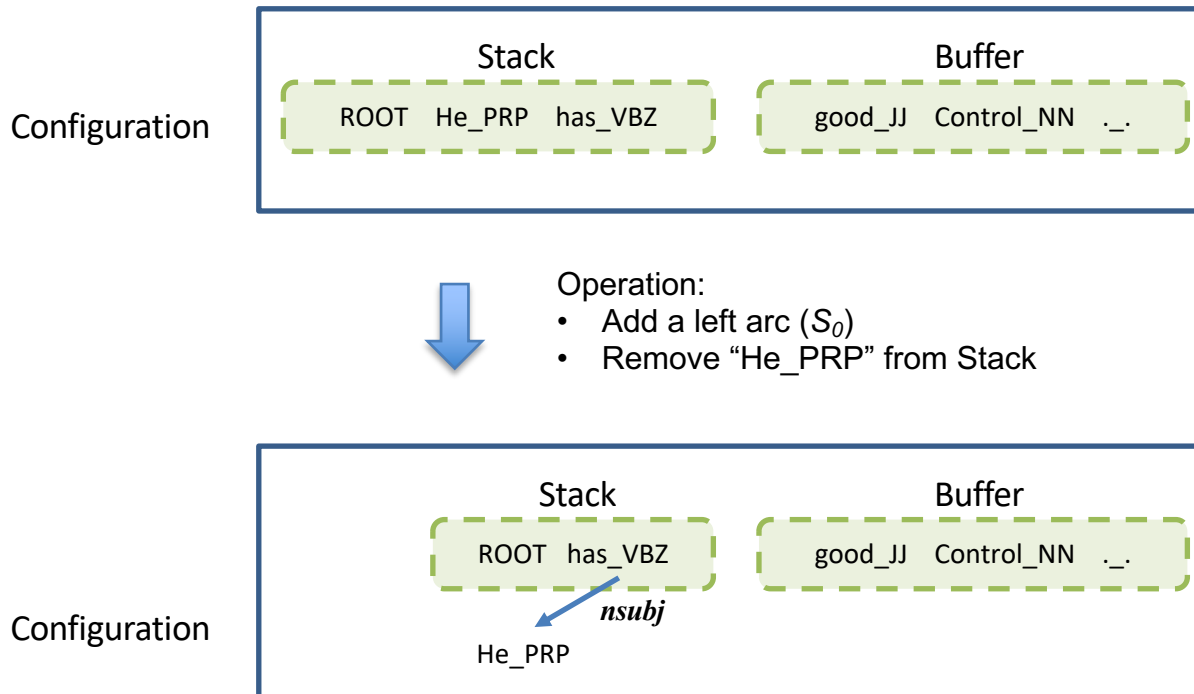 Stack Buffer
Configuration ROOT He_PRP has_VBZ good_JJ Control_NN ._.
Operation:
• Add a left arc (S₀)
• Remove “He_PRP” from Stack
Stack Buffer
ROOT has_VBZ good_JJ Control_NN ._.
nsubj
Configuration
He_PRP